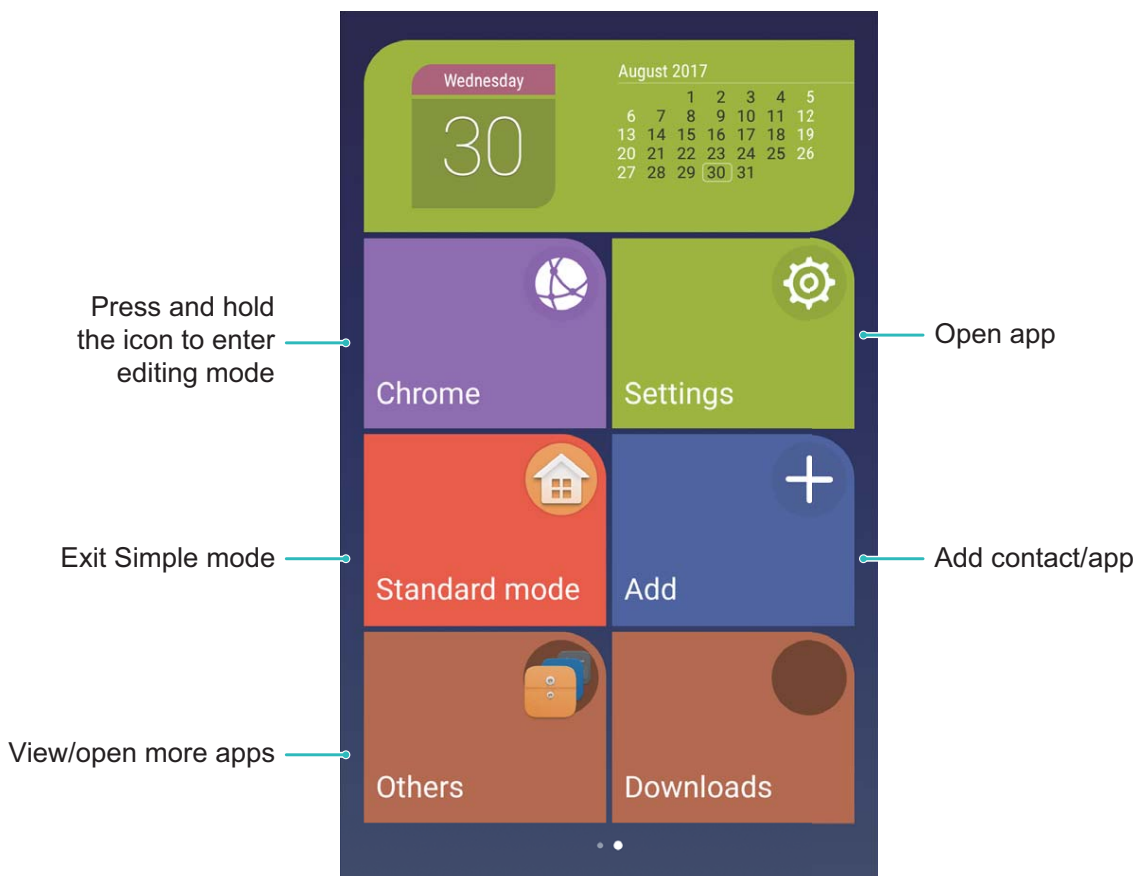 Wednesday
30
August 2017
1 2 3 4 5
6 7 8 9 10 11 12
13 14 15 16 17 18 19
20 21 22 23 24 25 26
27 28 29 30 31
Press and hold
the icon to enter
editing mode
Chrome
Settings
Open app
Exit Simple mode
Standard mode
Add
Add contact/app
View/open more apps
Others
Downloads